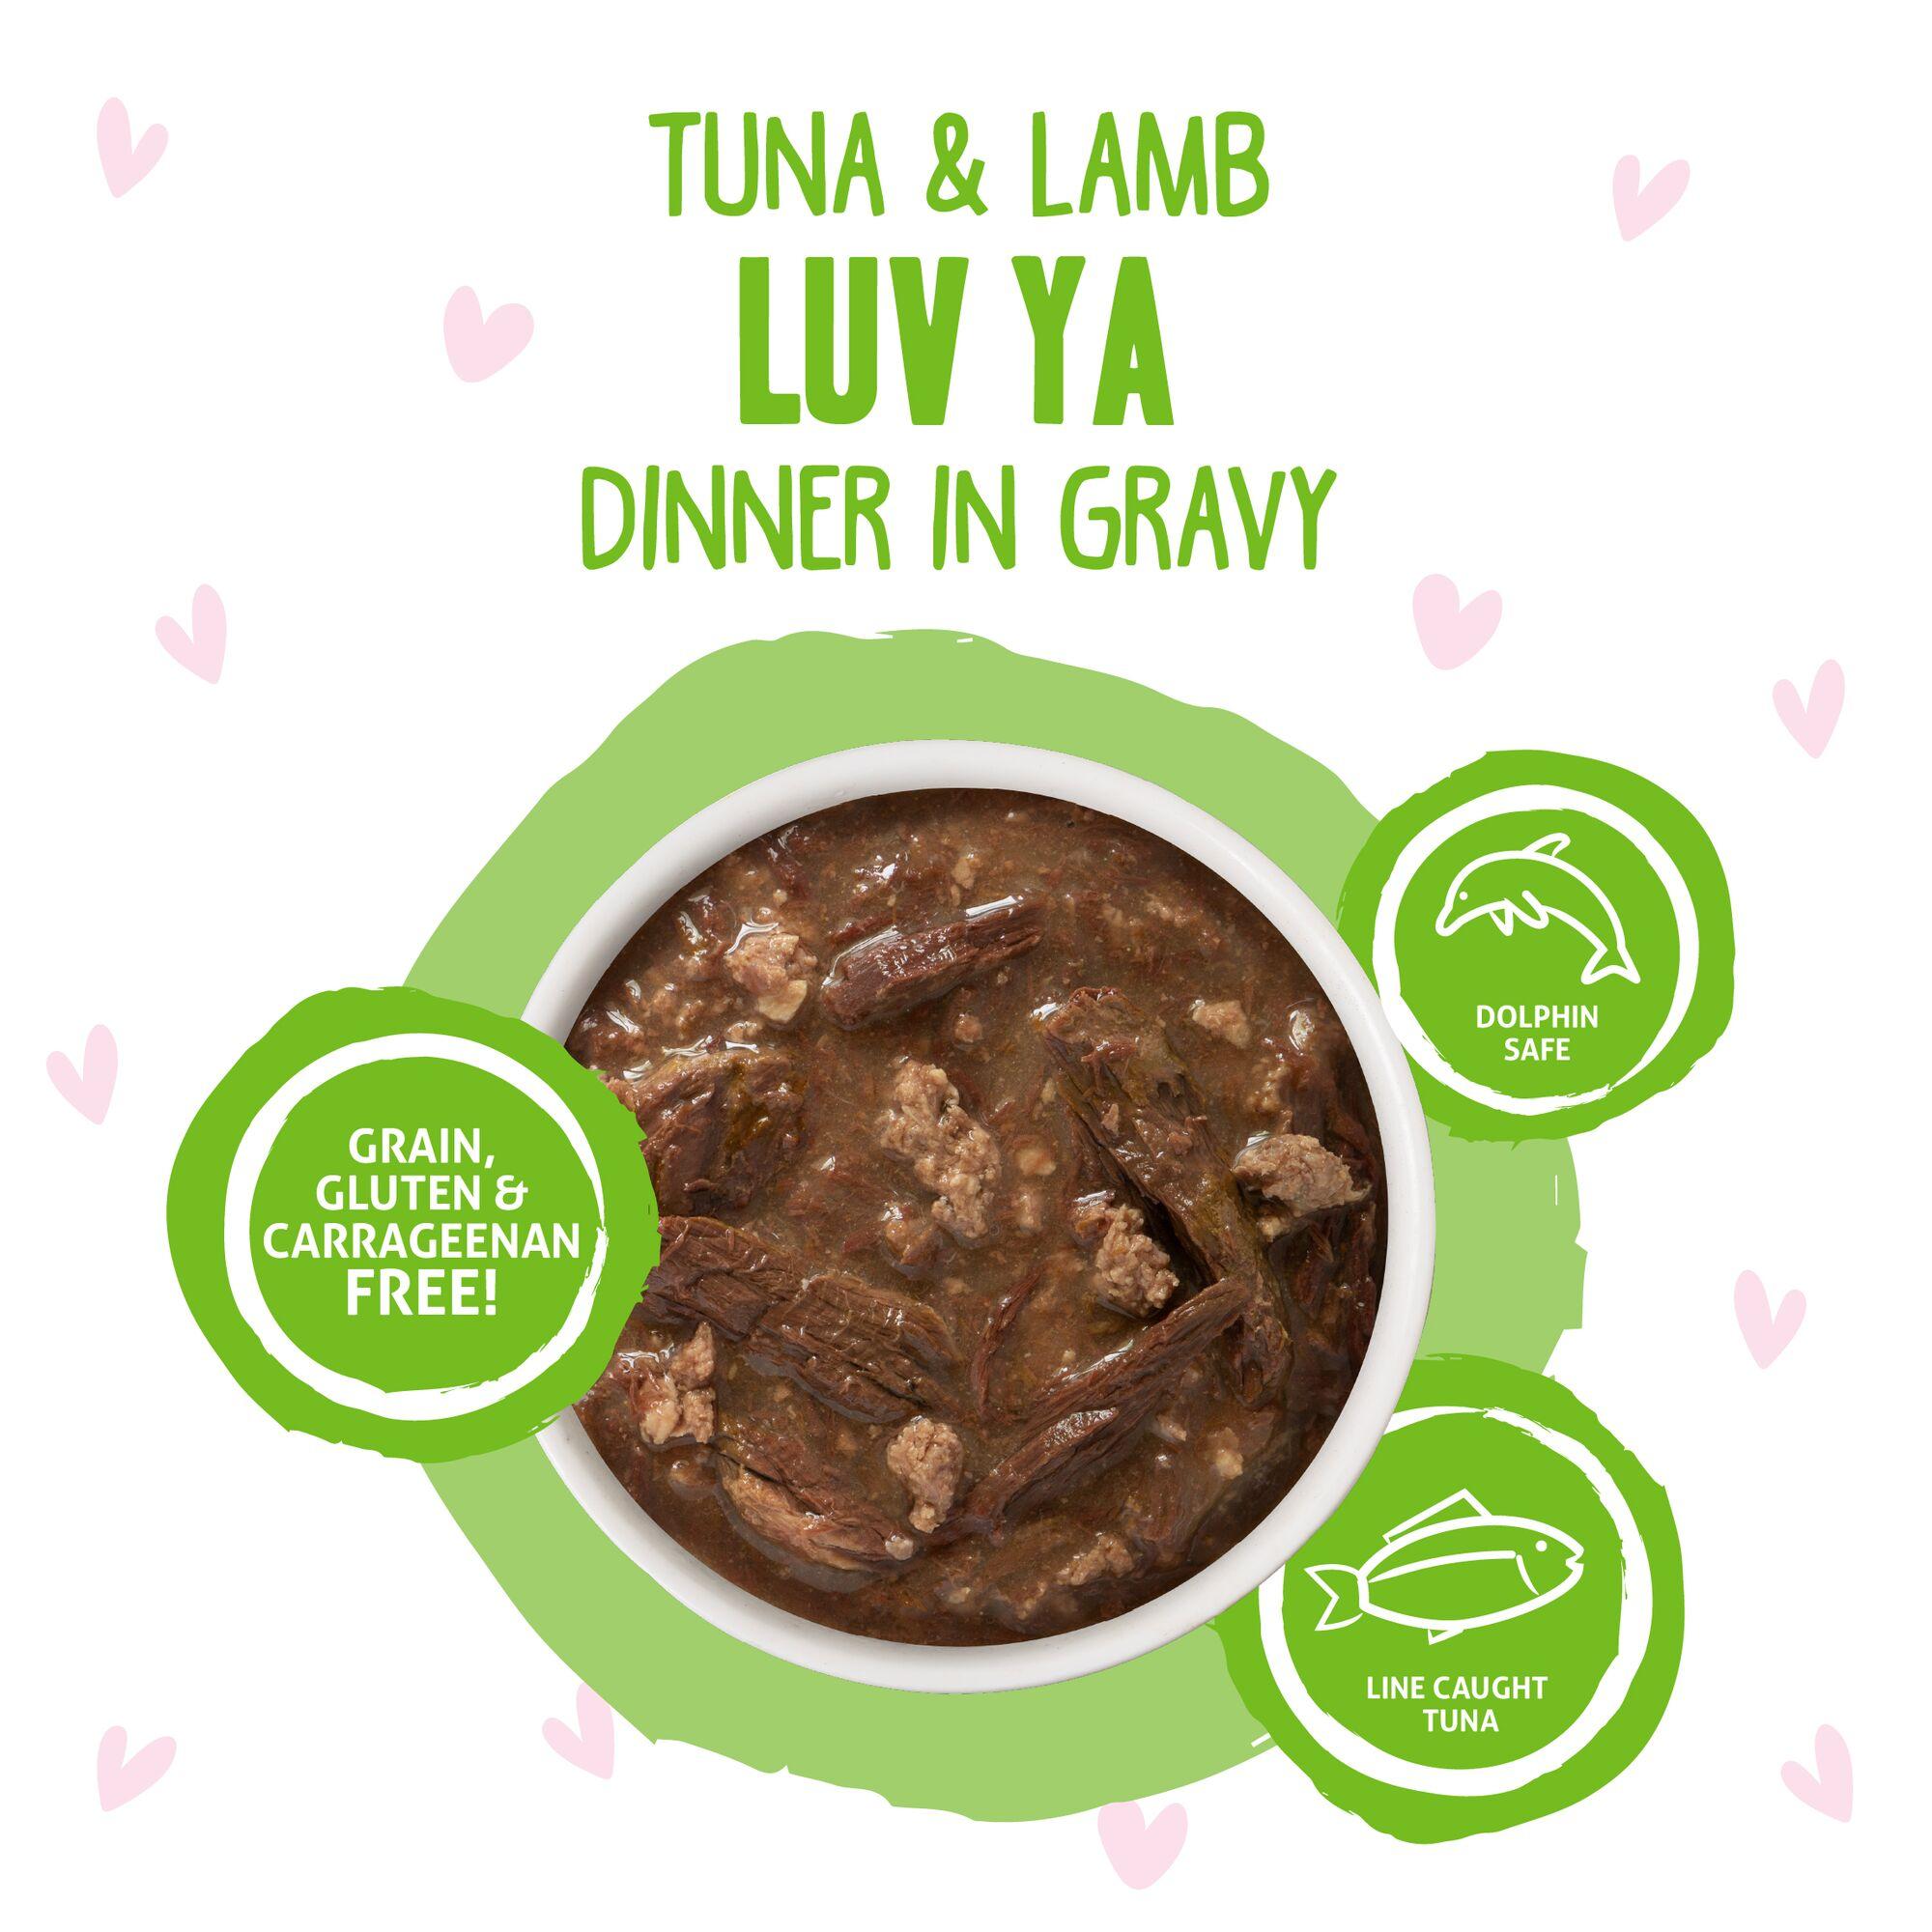 TUNA & LAMB
LUV YA
DINNER IN GRAVY
DOLPHIN
SAFE
GRAIN,
GLUTEN &
CARRAGEENAN
FREE!
LINE CAUGHT
TUNA